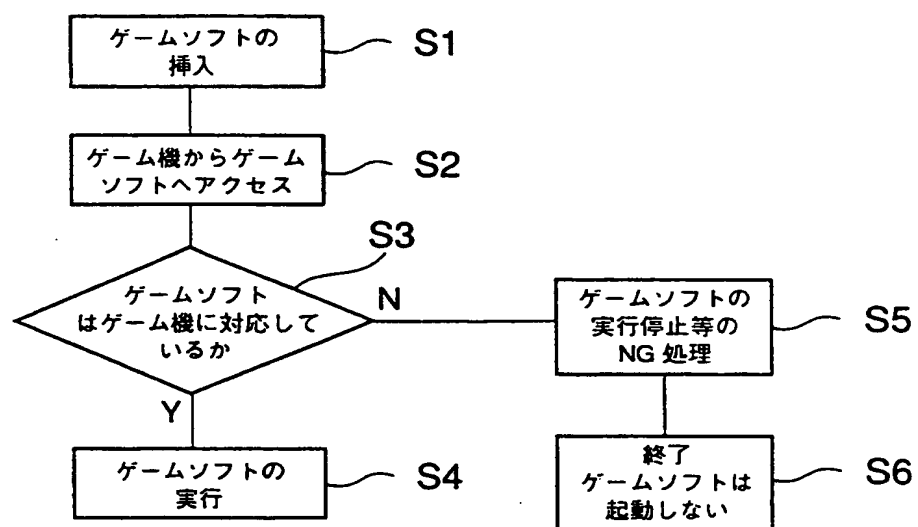 ゲームソフトの
挿入
S1
ゲーム機からゲーム
ソフトへアクセス
S2
S3
ゲームソフト
はゲーム機に対応して
いるか
N
Y
ゲームソフトの
実行
S4
ゲームソフトの
実行停止等の
NG 処理
S5
終了
ゲームソフトは
起動しない
S6